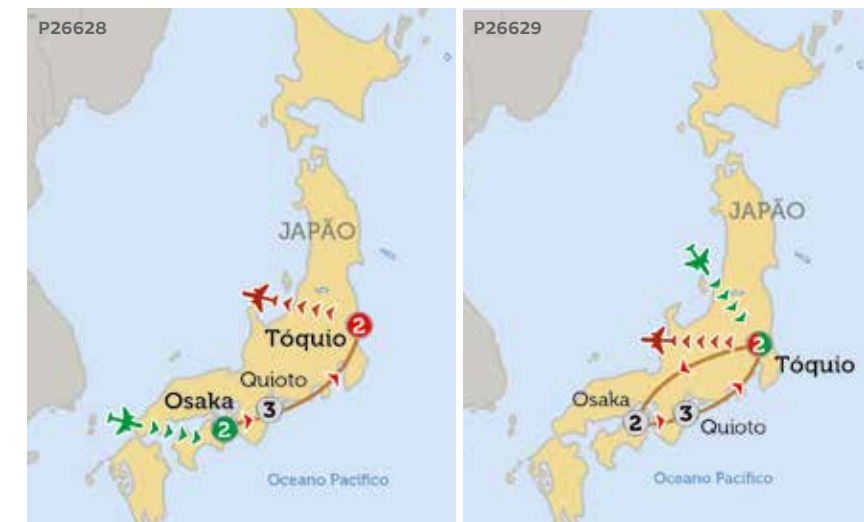 P26628
JAPÃO
Tóquio
2
Quioto
3
Osaka
2
Oceano Pacífico
P26629
JAPÃO
2
Tóquio
Osaka
2
3
Quioto
Oceano Pacífico